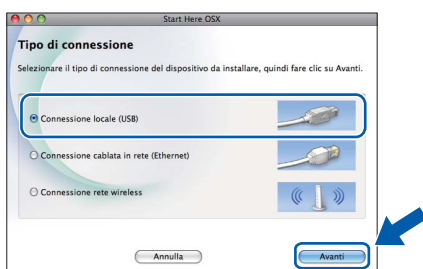 Start Here OSX
Tipo di connessione
Selezionare il tipo di connessione del dispositivo da installare, quindi fare clic su Avanti.
Connessione locale (USB)
Connessione cablata in rete (Ethernet)
Connessione rete wireless
Annulla
Avanti